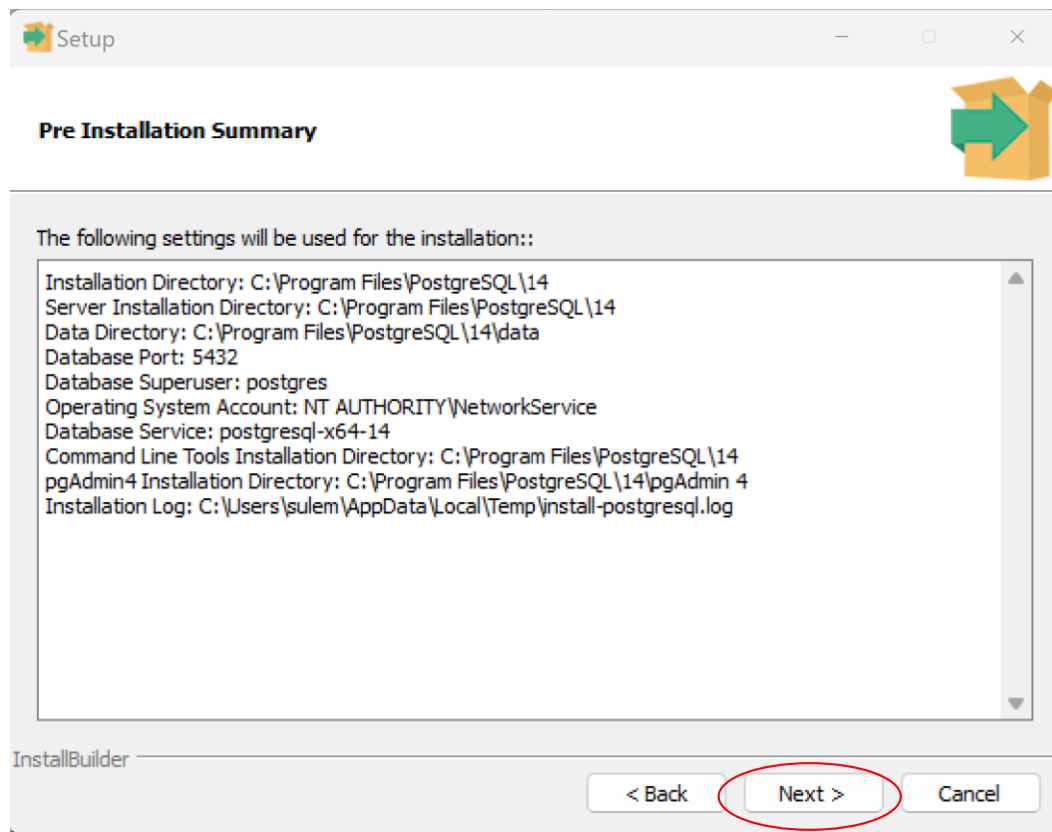 Setup
Pre Installation Summary
The following settings will be used for the installation::
Installation Directory: C:\Program Files\PostgreSQL\14
Server Installation Directory: C:\Program Files\PostgreSQL\14
Data Directory: C:\Program Files\PostgreSQL\14\data
Database Port: 5432
Database Superuser: postgres
Operating System Account: NT AUTHORITY\NetworkService
Database Service: postgresql-x64-14
Command Line Tools Installation Directory: C:\Program Files\PostgreSQL\14
pgAdmin4 Installation Directory: C:\Program Files\PostgreSQL\14\pgAdmin 4
Installation Log: C:\Users\sulem\AppData\Local\Temp\install-postgresql.log
InstallBuilder
< Back Next > Cancel